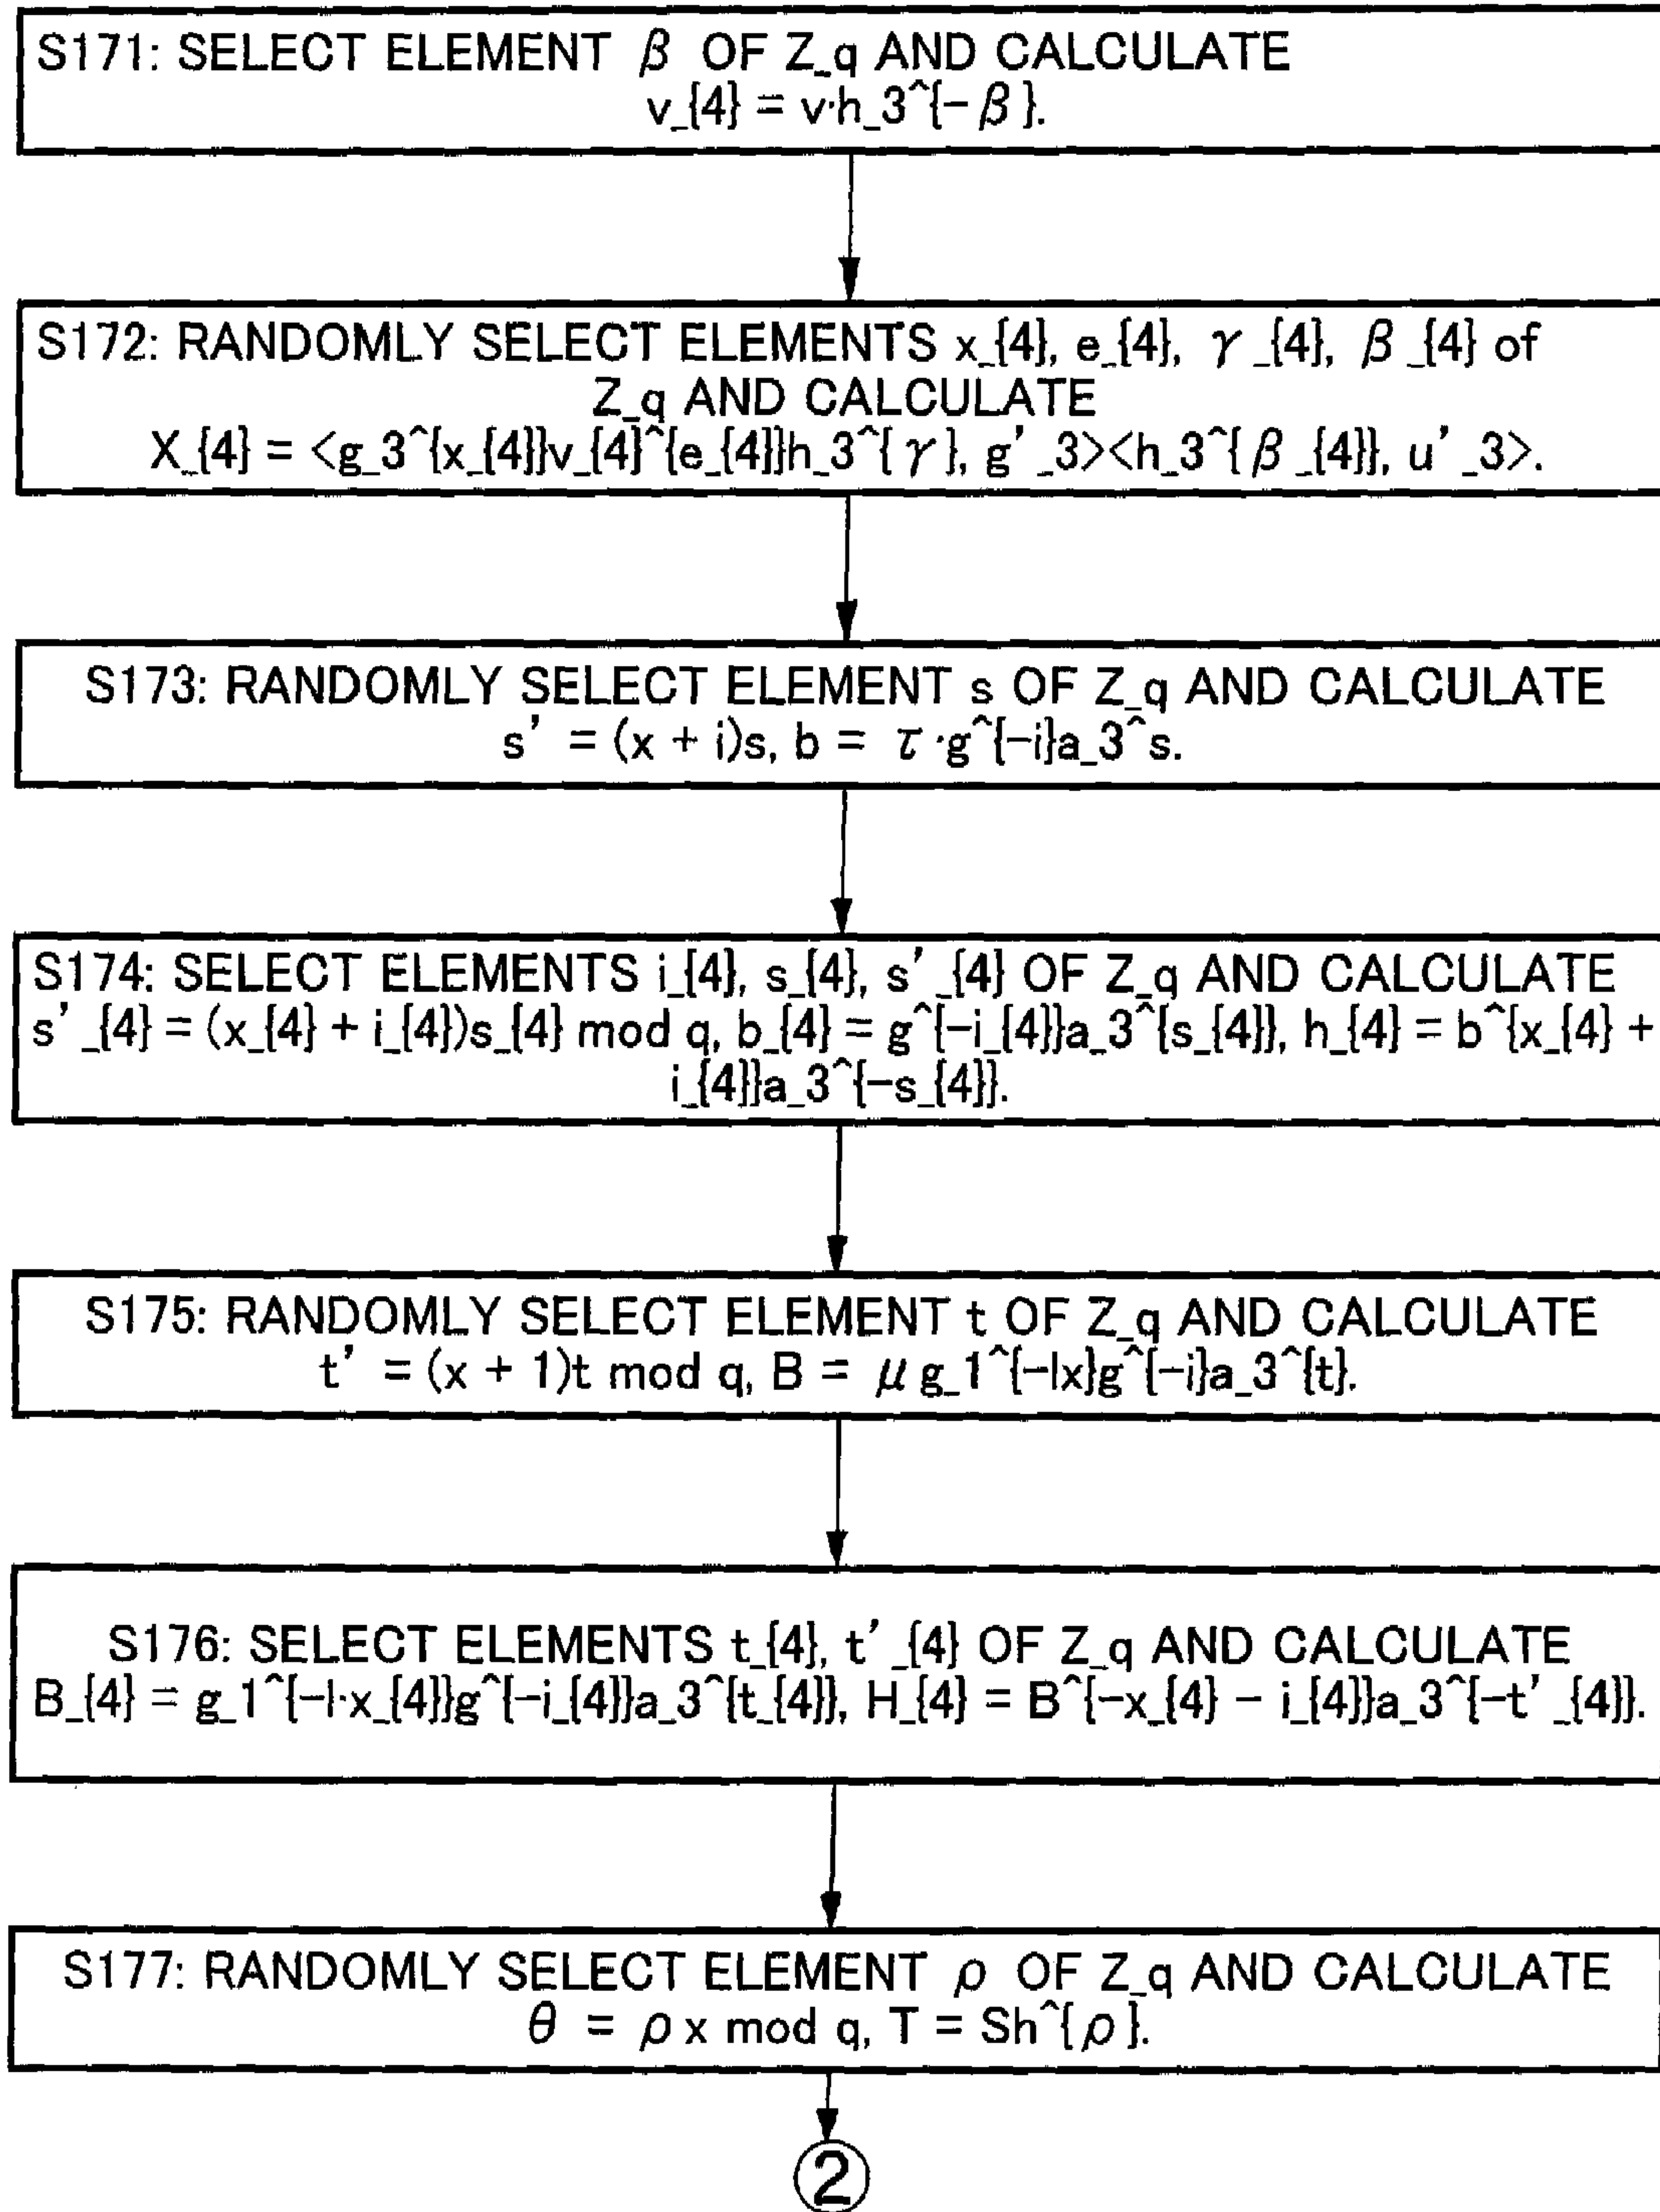 S171: SELECT ELEMENT β OF Z_q AND CALCULATE
v_{4} = v·h_3^{-β}.
S172: RANDOMLY SELECT ELEMENTS x_{4}, e_{4}, γ_{4}, β_{4} of
Z_q AND CALCULATE
X_{4} = <g_3^{x_{4}}v_{4}^{e_{4}}h_3^{γ}, g'_3><h_3^{β_{4}}, u'_3>.
S173: RANDOMLY SELECT ELEMENT s OF Z_q AND CALCULATE
s' = (x + i)s, b = τ·g^{-i}a_3^s.
S174: SELECT ELEMENTS i_{4}, s_{4}, s'_{4} OF Z_q AND CALCULATE
s'_{4} = (x_{4} + i_{4})s_{4} mod q, b_{4} = g^{-i_{4}}a_3^{s_{4}}, h_{4} = b^{x_{4} +
i_{4}}a_3^{-s_{4}}.
S175: RANDOMLY SELECT ELEMENT t OF Z_q AND CALCULATE
t' = (x + 1)t mod q, B = μg_1^{-lx}g^{-i}a_3^{t}.
S176: SELECT ELEMENTS t_{4}, t'_{4} OF Z_q AND CALCULATE
B_{4} = g_1^{-l·x_{4}}g^{-i_{4}}a_3^{t_{4}}, H_{4} = B^{-x_{4} - i_{4}}a_3^{-t'_{4}}.
S177: RANDOMLY SELECT ELEMENT ρ OF Z_q AND CALCULATE
θ = ρx mod q, T = Sh^{ρ}.
②